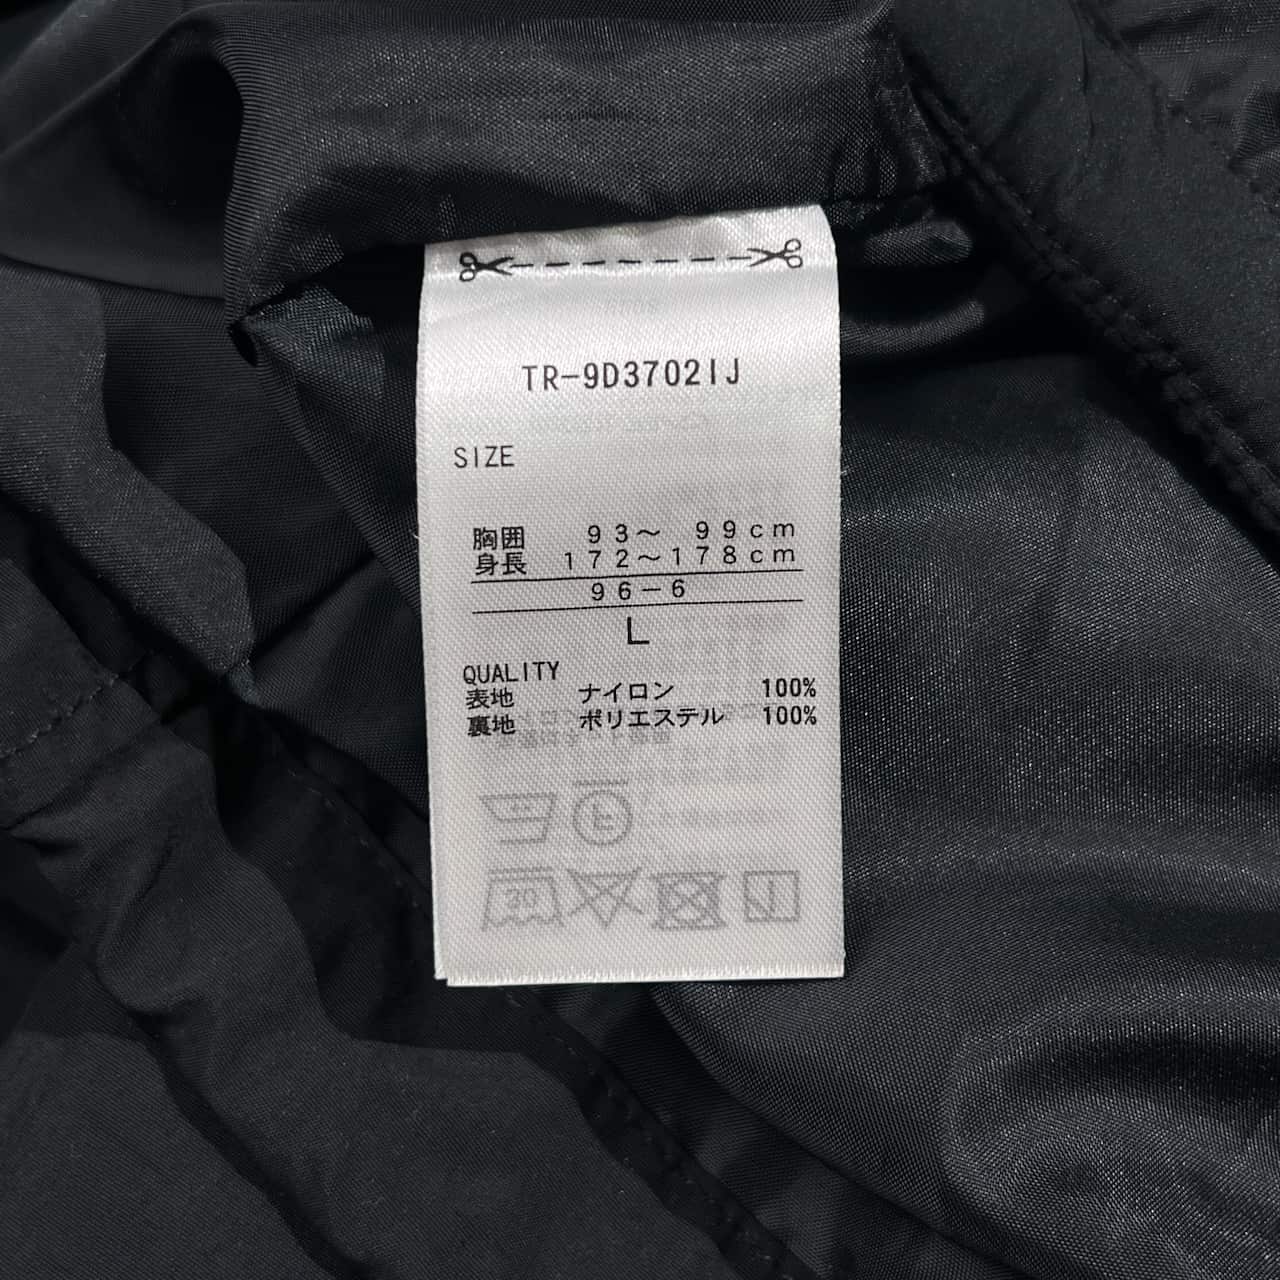 TR-9D3702IJ
SIZE
胸囲 93〜 99cm
身長 172〜178cm
96-6
L
QUALITY
表地 ナイロン 100%
裏地 ポリエステル 100%